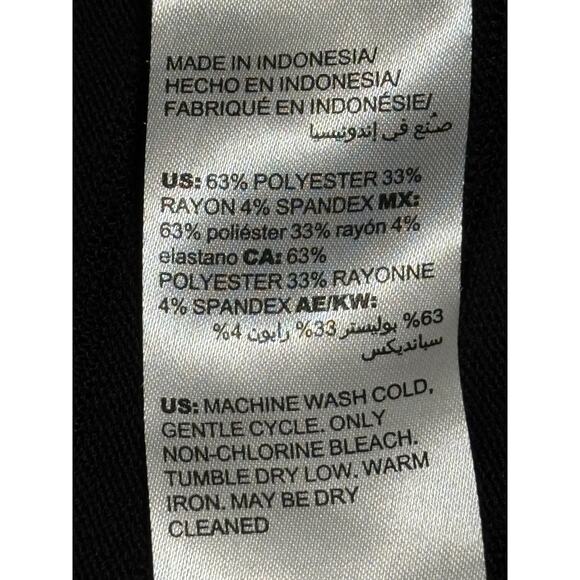 MADE IN INDONESIA/
HECHO EN INDONESIA/
FABRIQUÉ EN INDONÉSIE/
صنع في إندونيسيا
US: 63% POLYESTER 33%
RAYON 4% SPANDEX MX:
63% poliéster 33% rayón 4%
elastano CA: 63%
POLYESTER 33% RAYONNE
4% SPANDEX AE/KW:
63% بوليستر 33% رايون 4%
سبانديكس
US: MACHINE WASH COLD,
GENTLE CYCLE. ONLY
NON-CHLORINE BLEACH.
TUMBLE DRY LOW. WARM
IRON. MAY BE DRY
CLEANED